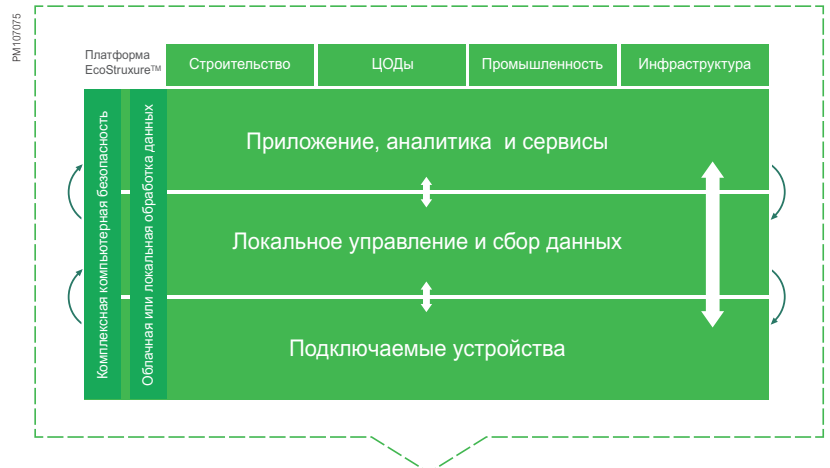 PM107075
Платформа
EcoStruxure™
Строительство
ЦОДы
Промышленность
Инфраструктура
Комплексная компьютерная безопасность
Облачная или локальная обработка данных
Приложение, аналитика и сервисы
Локальное управление и сбор данных
Подключаемые устройства